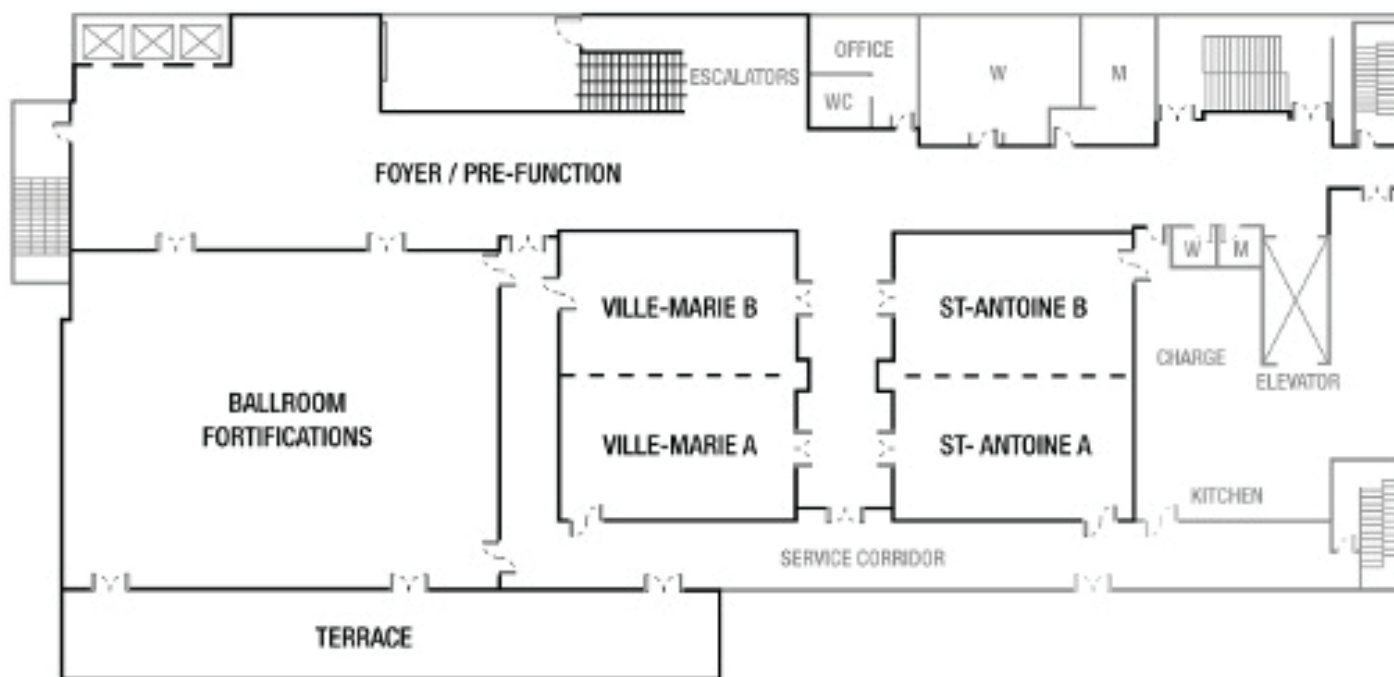 OFFICE
W
M
ESCALATORS
WC
FOYER / PRE-FUNCTION
W
M
VILLE-MARIE B
ST-ANTOINE B
CHARGE
ELEVATOR
BALLROOM
FORTIFICATIONS
VILLE-MARIE A
ST- ANTOINE A
KITCHEN
SERVICE CORRIDOR
TERRACE